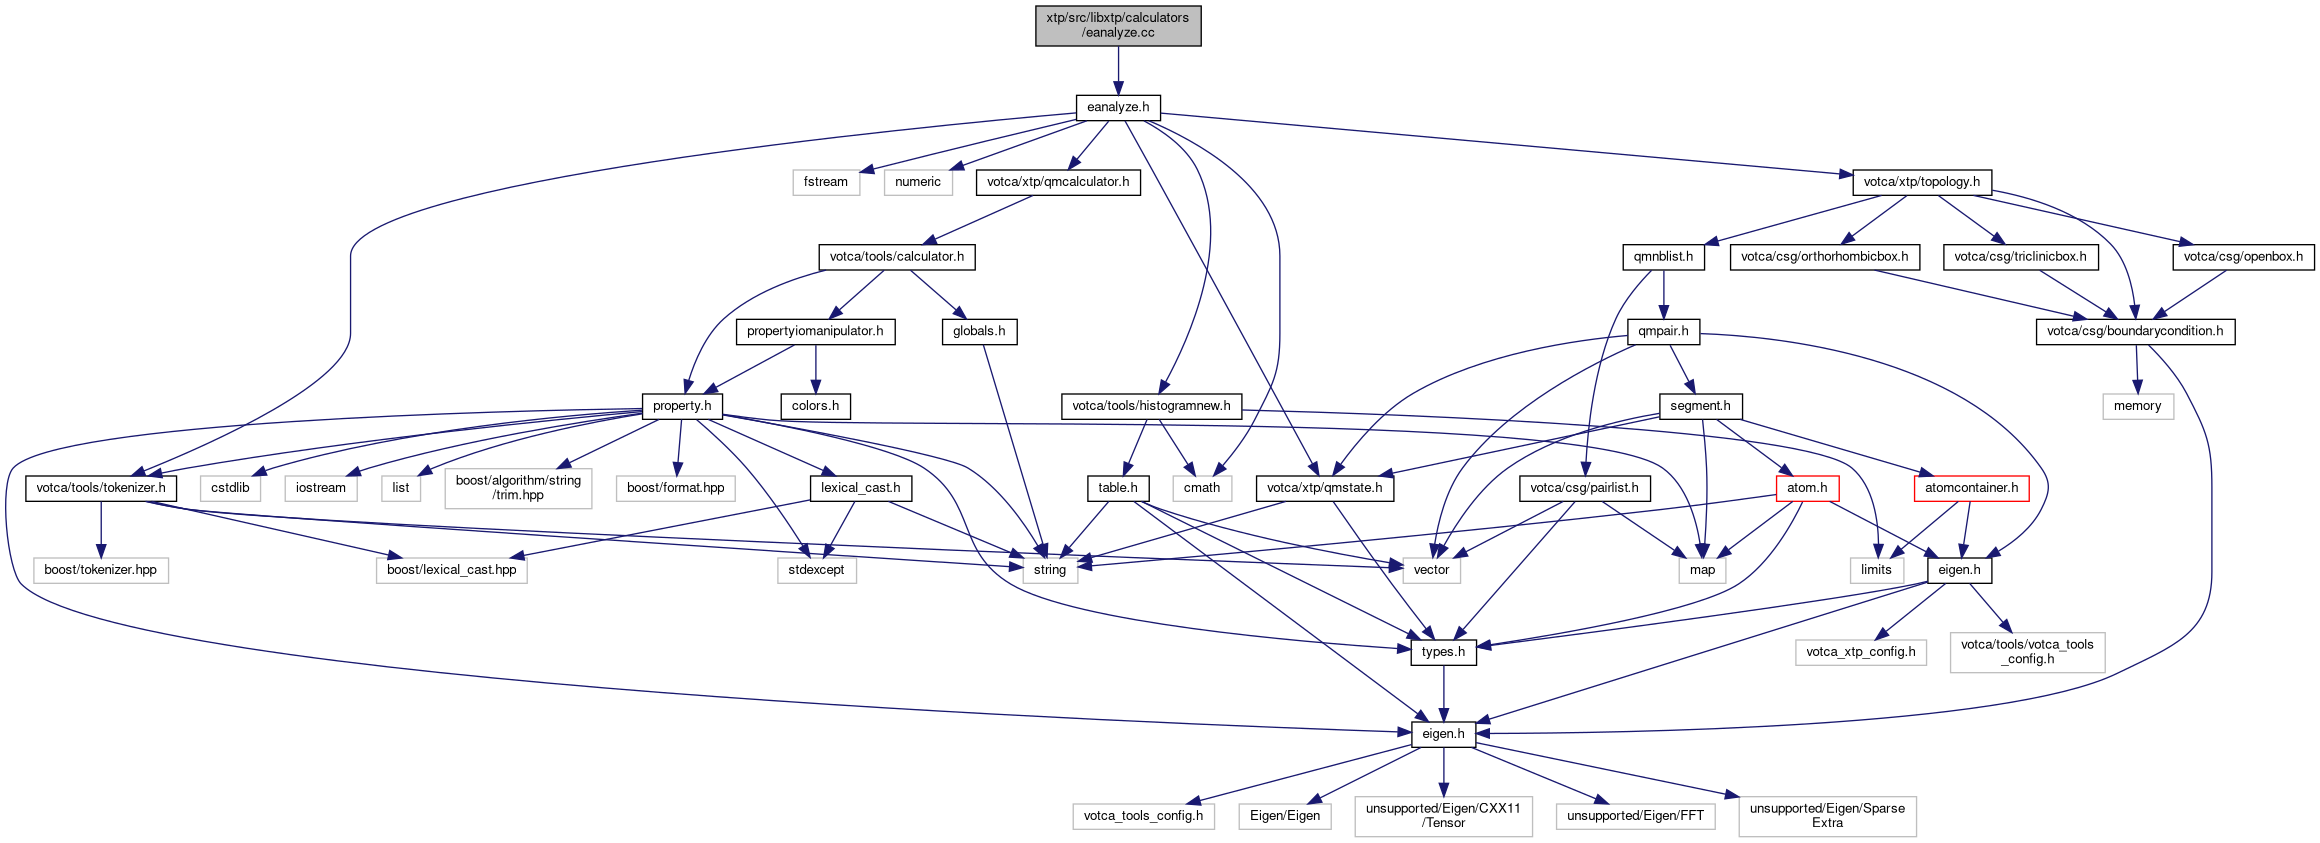 xtp/src/libxtp/calculators
/eanalyze.cc
eanalyze.h
fstream
numeric
votca/xtp/qmcalculator.h
votca/xtp/topology.h
votca/tools/calculator.h
qmnblist.h
votca/csg/orthorhombicbox.h
votca/csg/triclinicbox.h
votca/csg/openbox.h
propertyiomanipulator.h
globals.h
qmpair.h
votca/csg/boundarycondition.h
property.h
colors.h
votca/tools/histogramnew.h
segment.h
memory
votca/tools/tokenizer.h
cstdlib
iostream
list
boost/algorithm/string
/trim.hpp
boost/format.hpp
lexical_cast.h
table.h
cmath
votca/xtp/qmstate.h
votca/csg/pairlist.h
atom.h
atomcontainer.h
boost/tokenizer.hpp
boost/lexical_cast.hpp
stdexcept
string
vector
map
limits
eigen.h
types.h
votca_xtp_config.h
votca/tools/votca_tools
_config.h
eigen.h
votca_tools_config.h
Eigen/Eigen
unsupported/Eigen/CXX11
/Tensor
unsupported/Eigen/FFT
unsupported/Eigen/Sparse
Extra